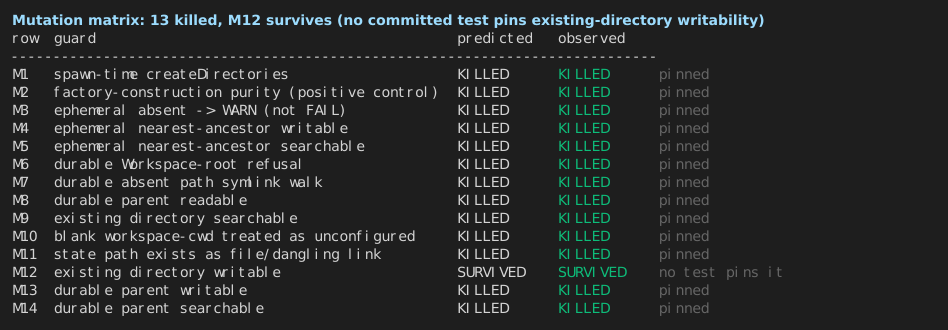 Mutation matrix: 13 killed, M12 survives (no committed test pins existing-directory writability)
row guard predicted observed
--------------------------------------------------------------------------------
M1 spawn-time createDirectories KILLED KILLED pinned
M2 factory-construction purity (positive control) KILLED KILLED pinned
M3 ephemeral absent -> WARN (not FAIL) KILLED KILLED pinned
M4 ephemeral nearest-ancestor writable KILLED KILLED pinned
M5 ephemeral nearest-ancestor searchable KILLED KILLED pinned
M6 durable Workspace-root refusal KILLED KILLED pinned
M7 durable absent path symlink walk KILLED KILLED pinned
M8 durable parent readable KILLED KILLED pinned
M9 existing directory searchable KILLED KILLED pinned
M10 blank workspace-cwd treated as unconfigured KILLED KILLED pinned
M11 state path exists as file/dangling link KILLED KILLED pinned
M12 existing directory writable SURVIVED SURVIVED no test pins it
M13 durable parent writable KILLED KILLED pinned
M14 durable parent searchable KILLED KILLED pinned